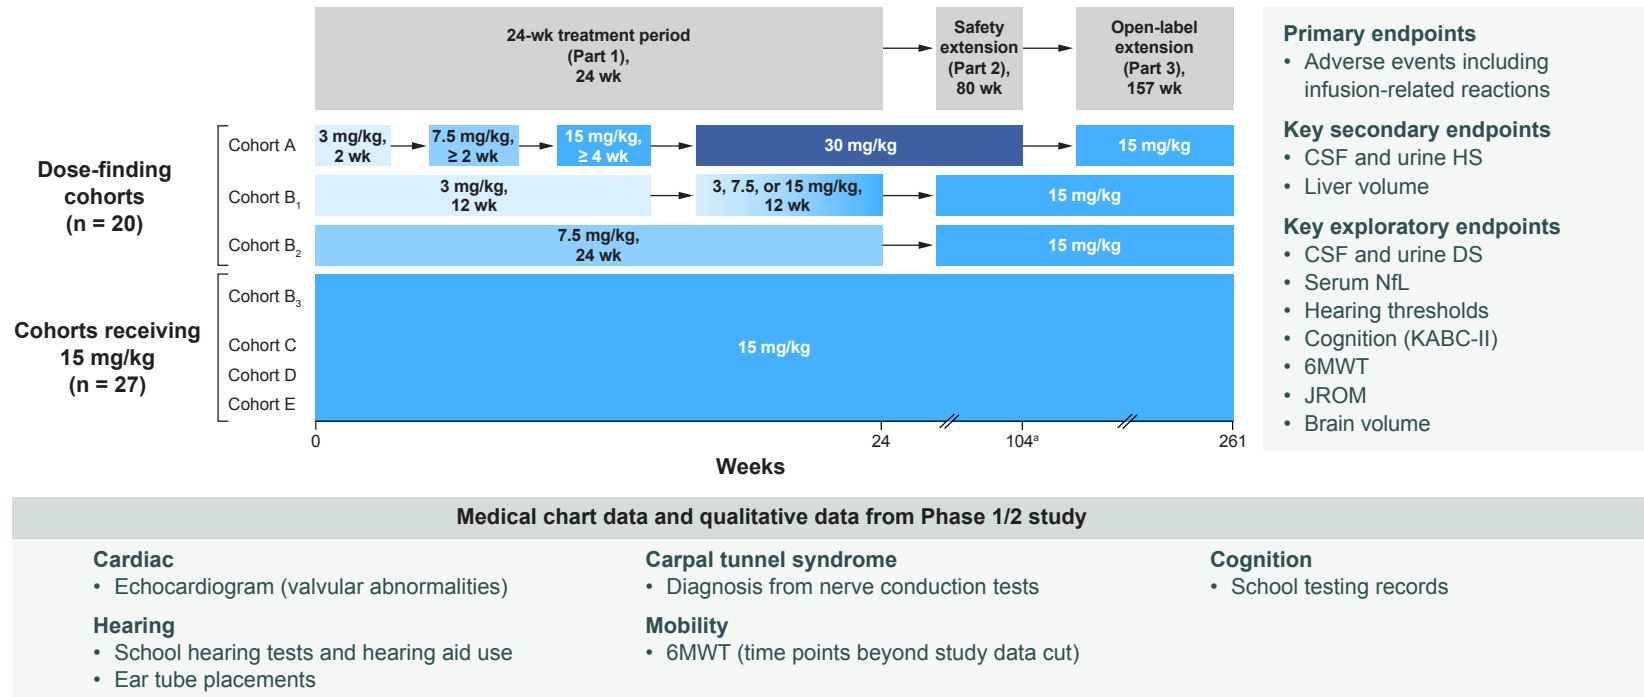 24-wk treatment period
(Part 1),
24 wk
Safety
extension
(Part 2),
80 wk
Open-label
extension
(Part 3),
157 wk
Dose-finding
cohorts
(n = 20)
Cohort A
3 mg/kg,
2 wk
7.5 mg/kg,
≥ 2 wk
15 mg/kg,
≥ 4 wk
30 mg/kg
15 mg/kg
Cohort B₁
3 mg/kg,
12 wk
3, 7.5, or 15 mg/kg,
12 wk
15 mg/kg
Cohort B₂
7.5 mg/kg,
24 wk
15 mg/kg
Cohorts receiving
15 mg/kg
(n = 27)
Cohort B₃
Cohort C
Cohort D
Cohort E
15 mg/kg
0
24
104ᵃ
261
Weeks
Primary endpoints
• Adverse events including
infusion-related reactions
Key secondary endpoints
• CSF and urine HS
• Liver volume
Key exploratory endpoints
• CSF and urine DS
• Serum NfL
• Hearing thresholds
• Cognition (KABC-II)
• 6MWT
• JROM
• Brain volume
Medical chart data and qualitative data from Phase 1/2 study
Cardiac
• Echocardiogram (valvular abnormalities)
Hearing
• School hearing tests and hearing aid use
• Ear tube placements
Carpal tunnel syndrome
• Diagnosis from nerve conduction tests
Mobility
• 6MWT (time points beyond study data cut)
Cognition
• School testing records